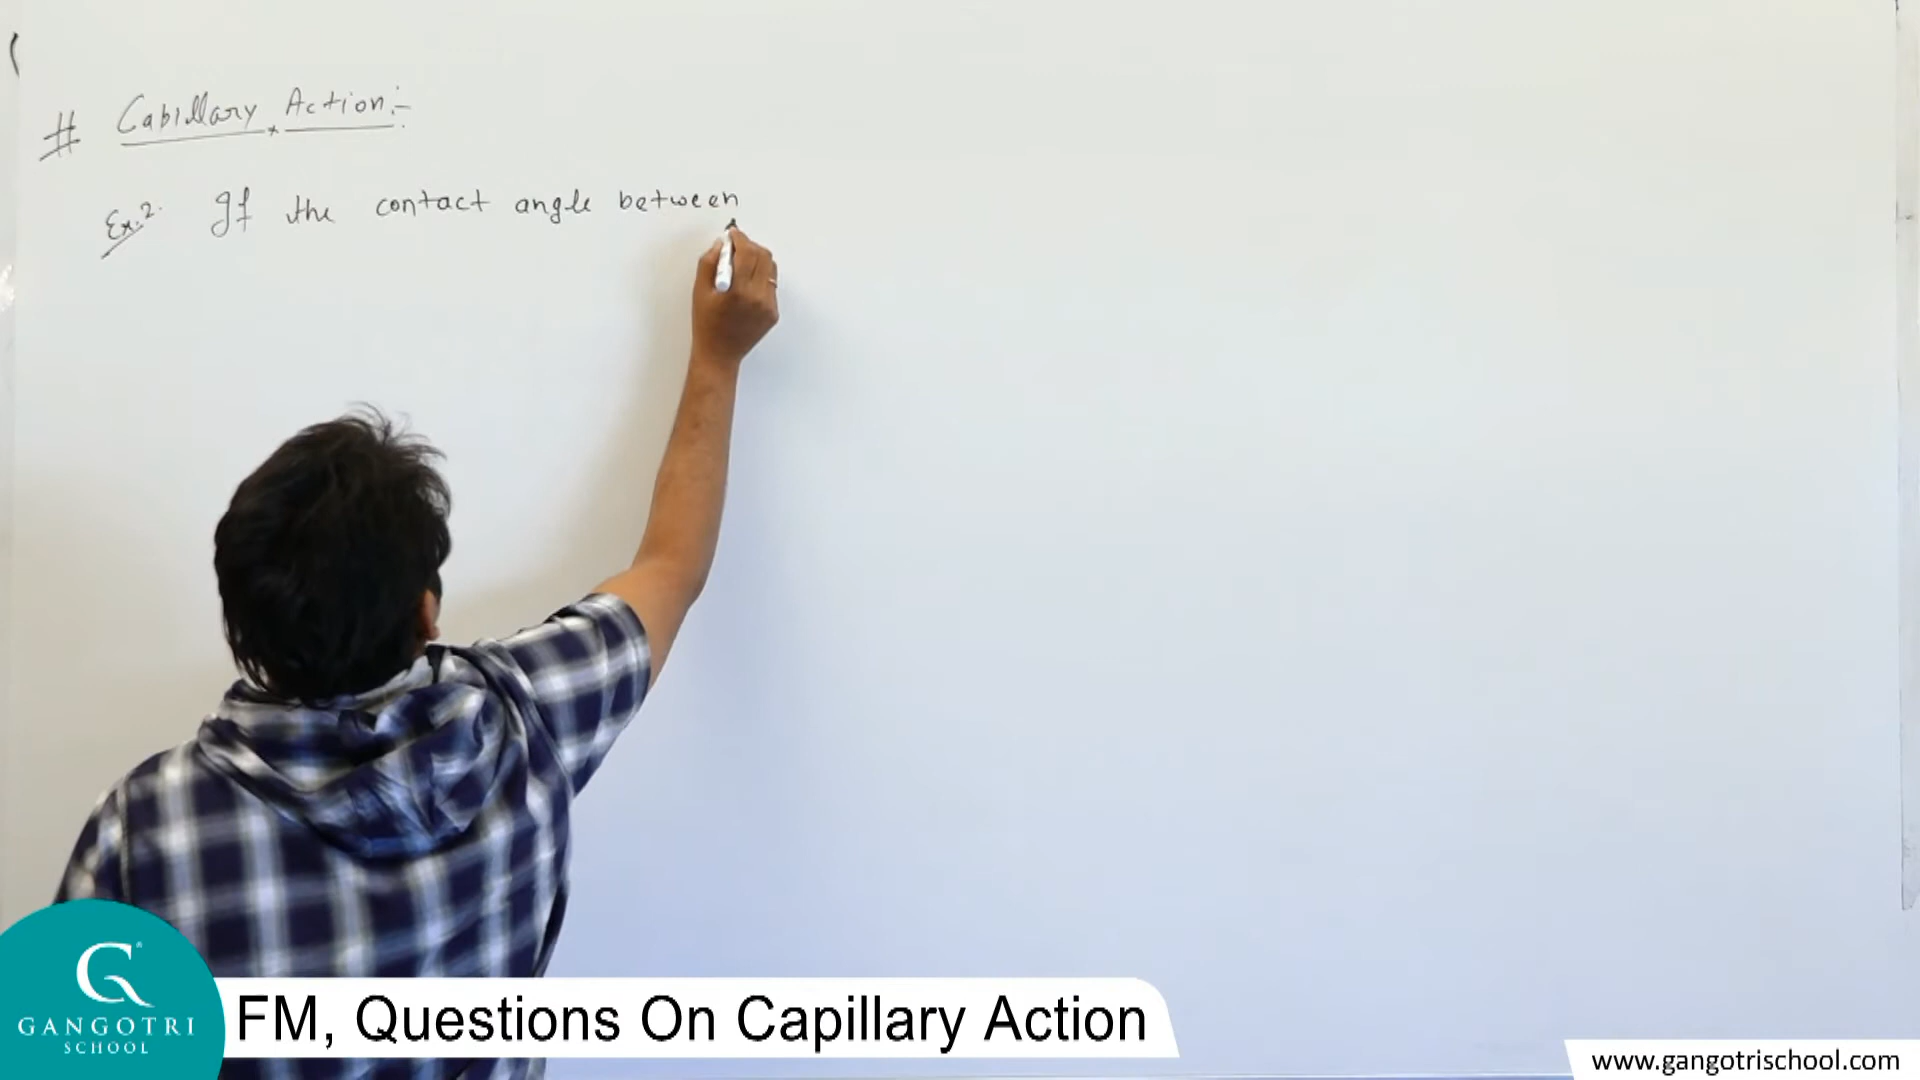 # Capillary Action:-
Ex.2. If the contact angle between
G®
GANGOTRI
SCHOOL
FM, Questions On Capillary Action
www.gangotrischool.com